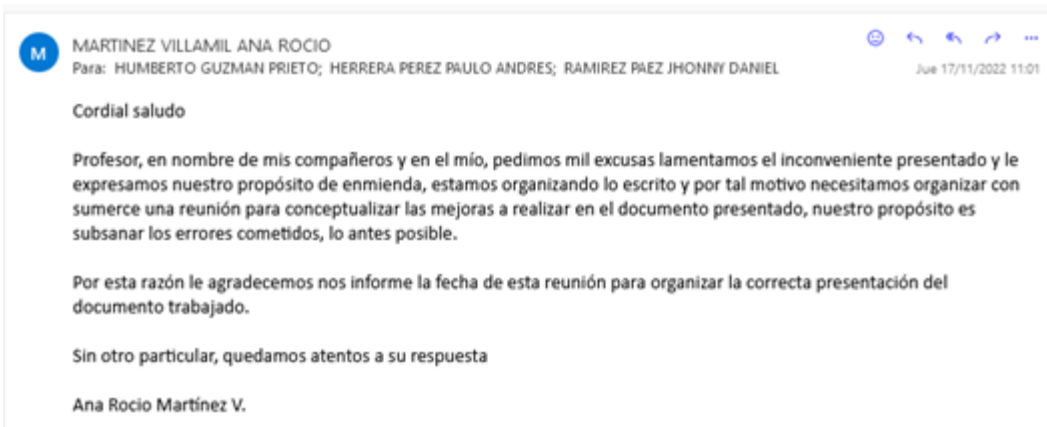 M
MARTINEZ VILLAMIL ANA ROCIO
Para: HUMBERTO GUZMAN PRIETO; HERRERA PEREZ PAULO ANDRES; RAMIREZ PAEZ JHONNY DANIEL
Jue 17/11/2022 11:01
Cordial saludo
Profesor, en nombre de mis compañeros y en el mío, pedimos mil excusas lamentamos el inconveniente presentado y le
expresamos nuestro propósito de enmienda, estamos organizando lo escrito y por tal motivo necesitamos organizar con
sumerce una reunión para conceptualizar las mejoras a realizar en el documento presentado, nuestro propósito es
subsanar los errores cometidos, lo antes posible.
Por esta razón le agradecemos nos informe la fecha de esta reunión para organizar la correcta presentación del
documento trabajado.
Sin otro particular, quedamos atentos a su respuesta
Ana Rocio Martínez V.